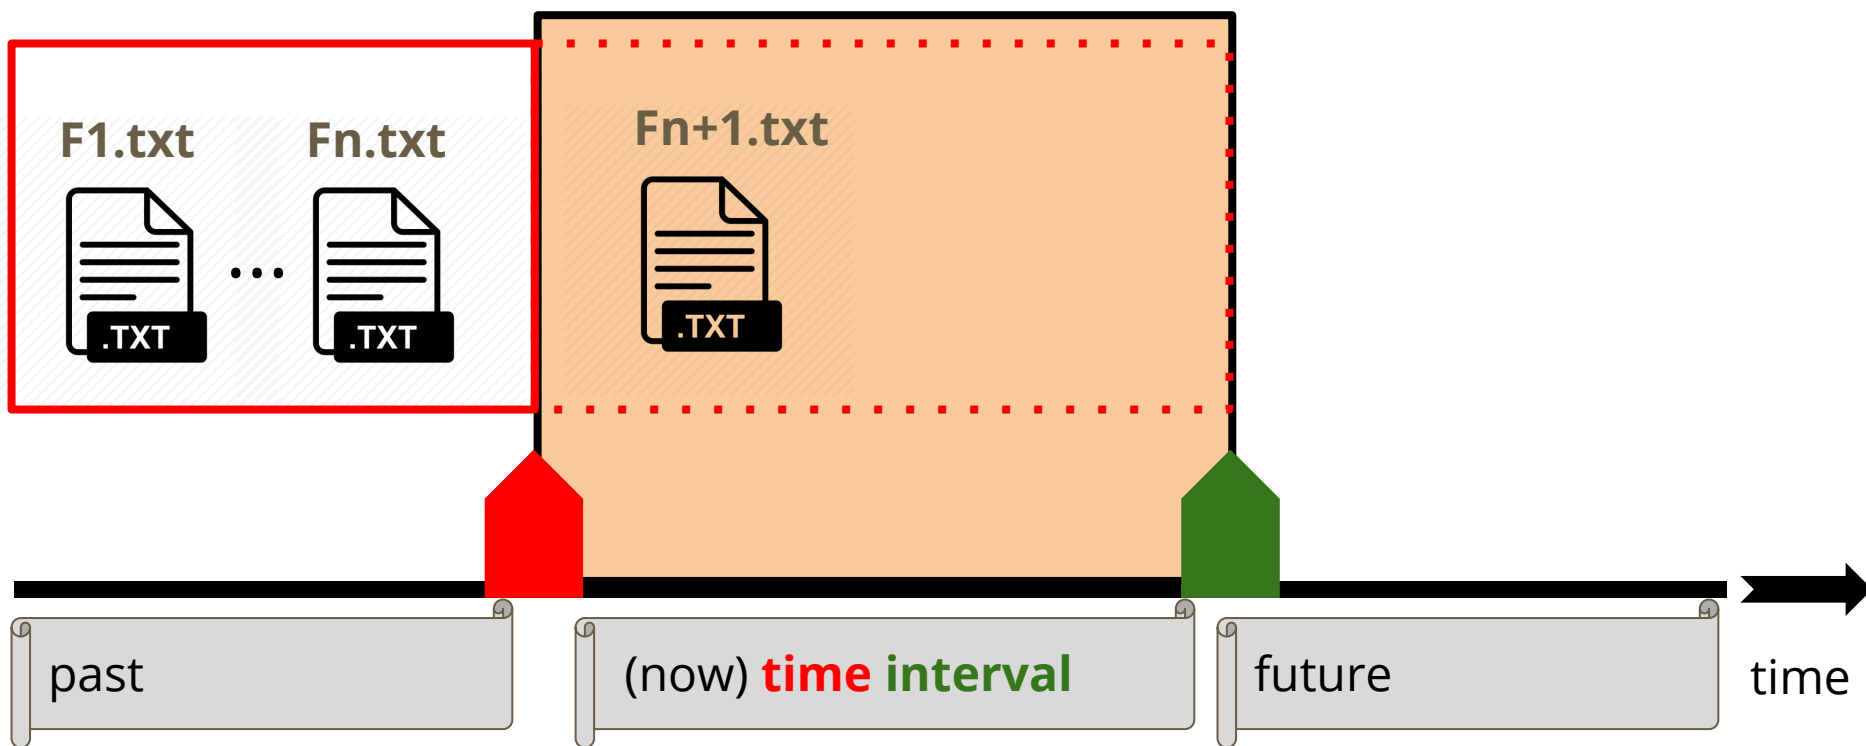 F1.txt
Fn.txt
Fn+1.txt
...
.TXT
.TXT
.TXT
past
(now) time interval
future
time